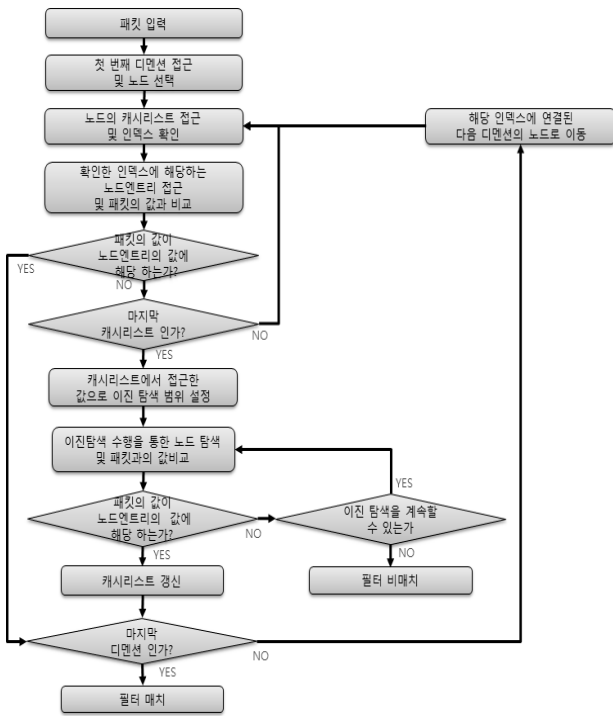 패킷 입력
첫 번째 디멘션 접근
및 노드 선택
노드의 캐시리스트 접근
및 인덱스 확인
해당 인덱스에 연결된
다음 디멘션의 노드로 이동
확인한 인덱스에 해당하는
노드엔트리 접근
및 패킷의 값과 비교
패킷의 값이
노드엔트리의 값에
해당 하는가?
YES
NO
마지막
캐시리스트 인가?
NO
YES
캐시리스트에서 접근한
값으로 이진 탐색 범위 설정
이진탐색 수행을 통한 노드 탐색
및 패킷과의 값비교
YES
패킷의 값이
노드엔트리의 값에
해당 하는가?
NO
이진 탐색을 계속할
수 있는가
YES
NO
캐시리스트 갱신
필터 비매치
마지막
디멘션 인가?
NO
YES
필터 매치